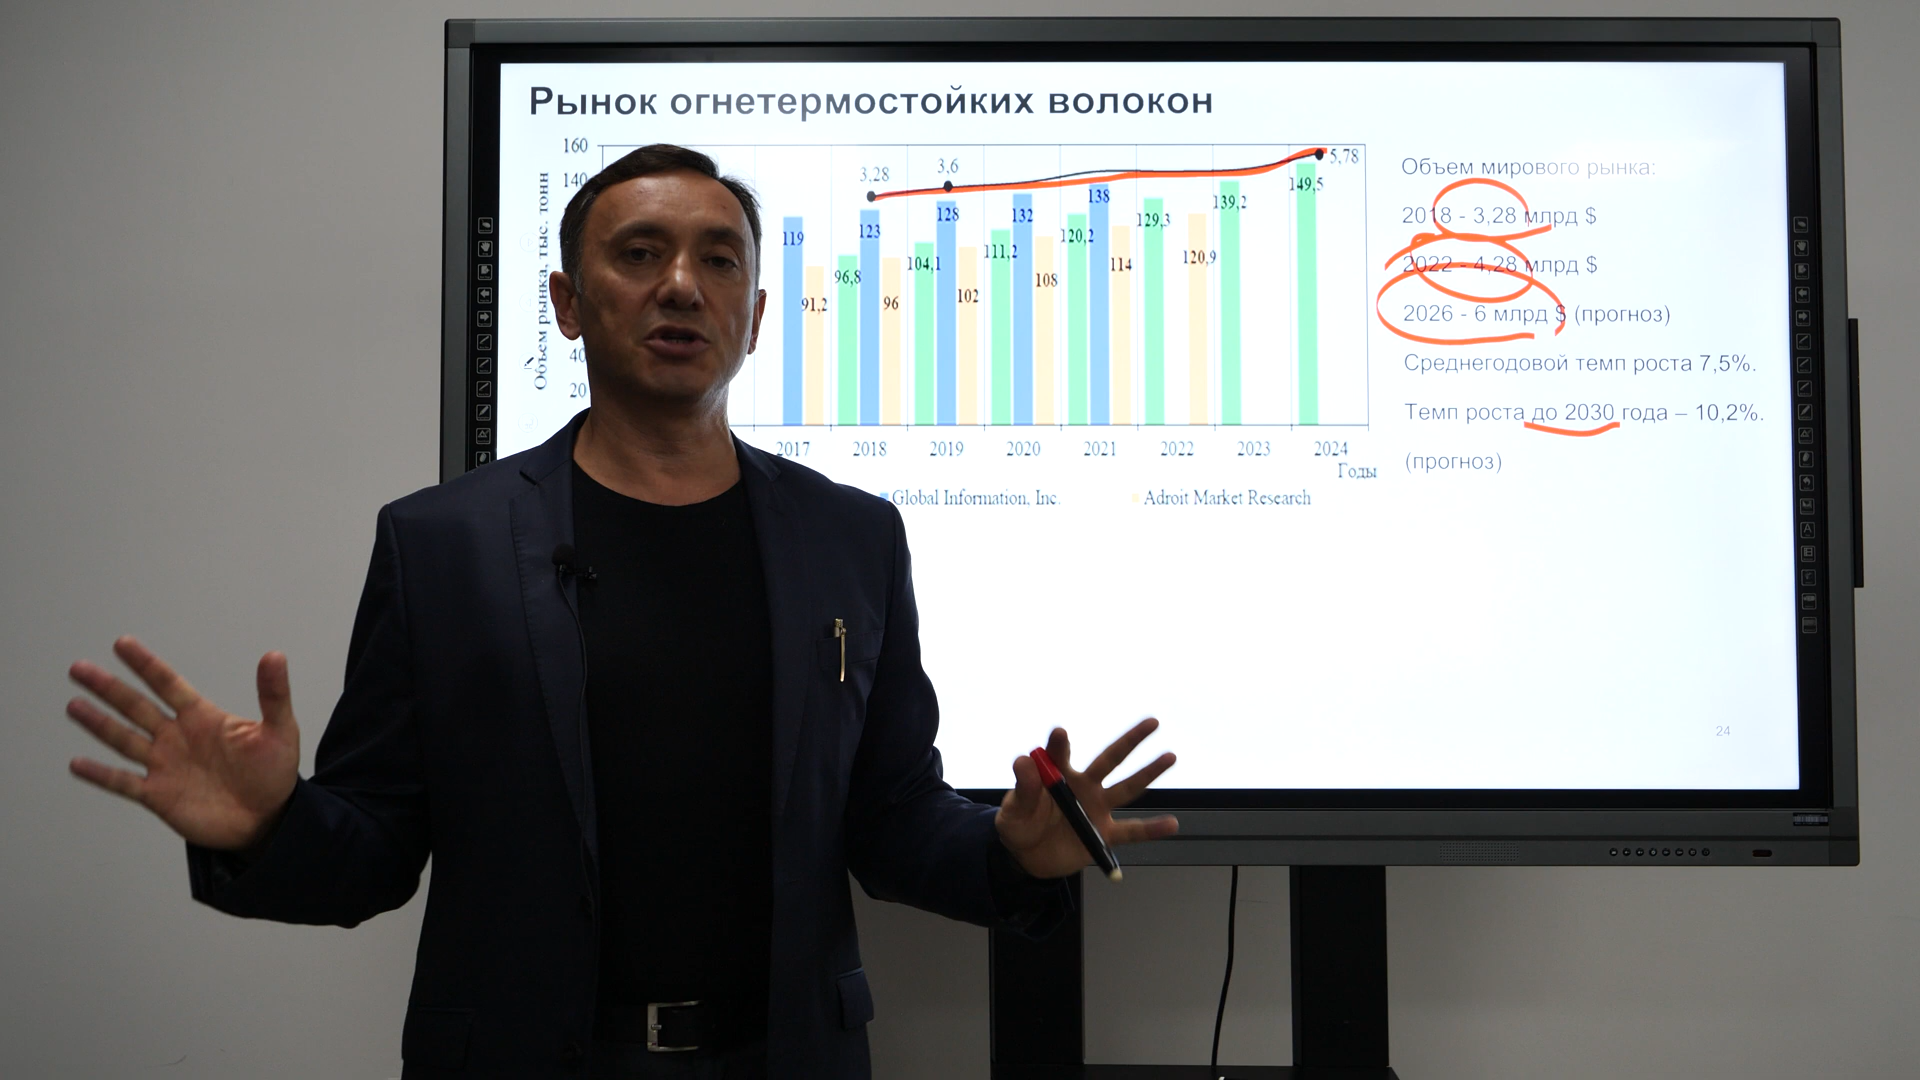 Рынок огнетермостойких волокон
160
140
40
20
Объем рынка, тыс. тонн
3,28
3,6
5,78
119
91,2
96,8
123
96
104,1
128
102
111,2
132
108
120,2
138
114
129,3
120,9
139,2
149,5
2017 2018 2019 2020 2021 2022 2023 2024
Годы
Global Information, Inc. Adroit Market Research
Объем мирового рынка:
2018 - 3,28 млрд $
2022 - 4,28 млрд $
2026 - 6 млрд $ (прогноз)
Среднегодовой темп роста 7,5%.
Темп роста до 2030 года – 10,2%.
(прогноз)
24